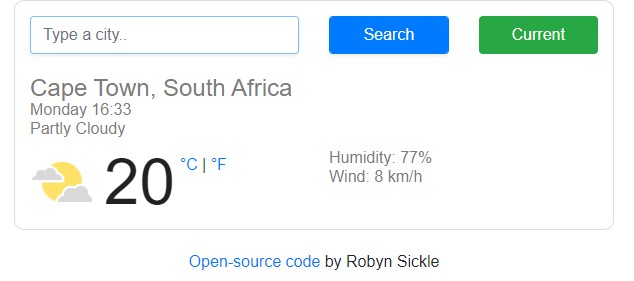 Type a city..
Search
Current
Cape Town, South Africa
Monday 16:33
Partly Cloudy
20 °C | °F
Humidity: 77%
Wind: 8 km/h
Open-source code by Robyn Sickle